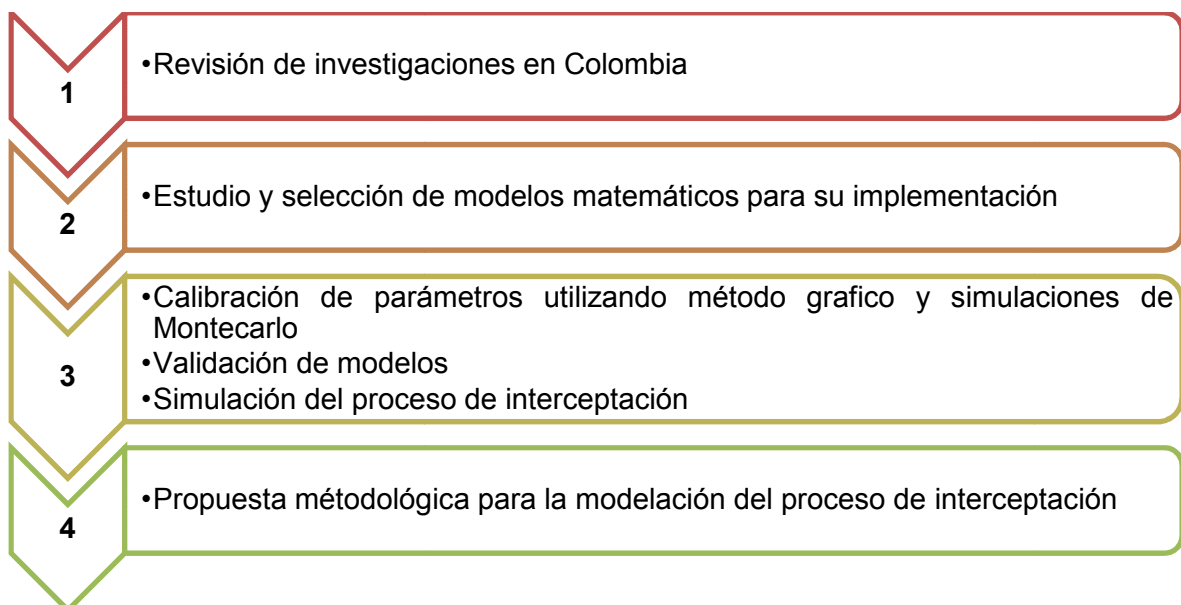 1
•Revisión de investigaciones en Colombia
2
•Estudio y selección de modelos matemáticos para su implementación
3
•Calibración de parámetros utilizando método grafico y simulaciones de
Montecarlo
•Validación de modelos
•Simulación del proceso de interceptación
4
•Propuesta métodológica para la modelación del proceso de interceptación